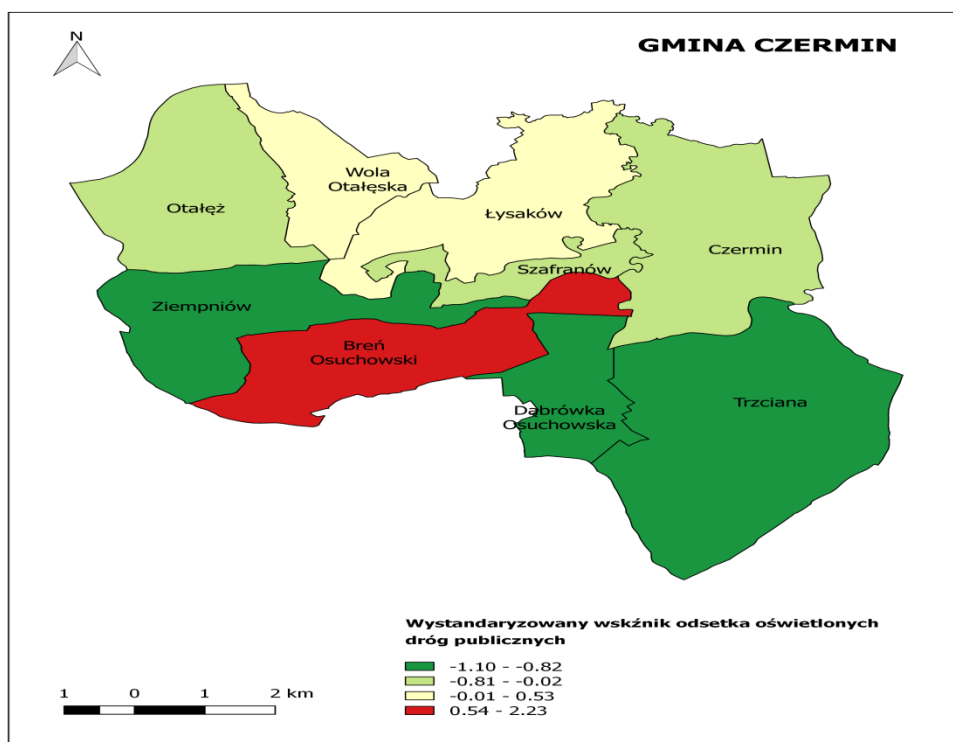 N
GMINA CZERMIN
Wola
Otałęska
Otałęż
Łysaków
Czermin
Szafranów
Ziempniów
Breń
Osuchowski
Dąbrówka
Osuchowska
Trzciana
Wystandaryzowany wskźnik odsetka oświetlonych
dróg publicznych
-1.10 - -0.82
-0.81 - -0.02
-0.01 - 0.53
0.54 - 2.23
1 0 1 2 km